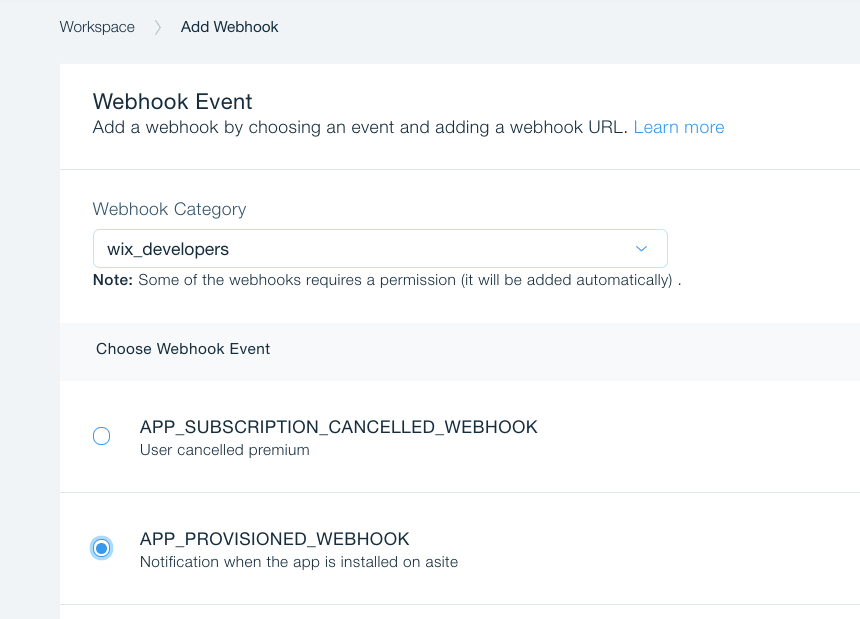 Workspace > Add Webhook
Webhook Event
Add a webhook by choosing an event and adding a webhook URL. Learn more
Webhook Category
wix_developers
Note: Some of the webhooks requires a permission (it will be added automatically) .
Choose Webhook Event
APP_SUBSCRIPTION_CANCELLED_WEBHOOK
User cancelled premium
APP_PROVISIONED_WEBHOOK
Notification when the app is installed on asite